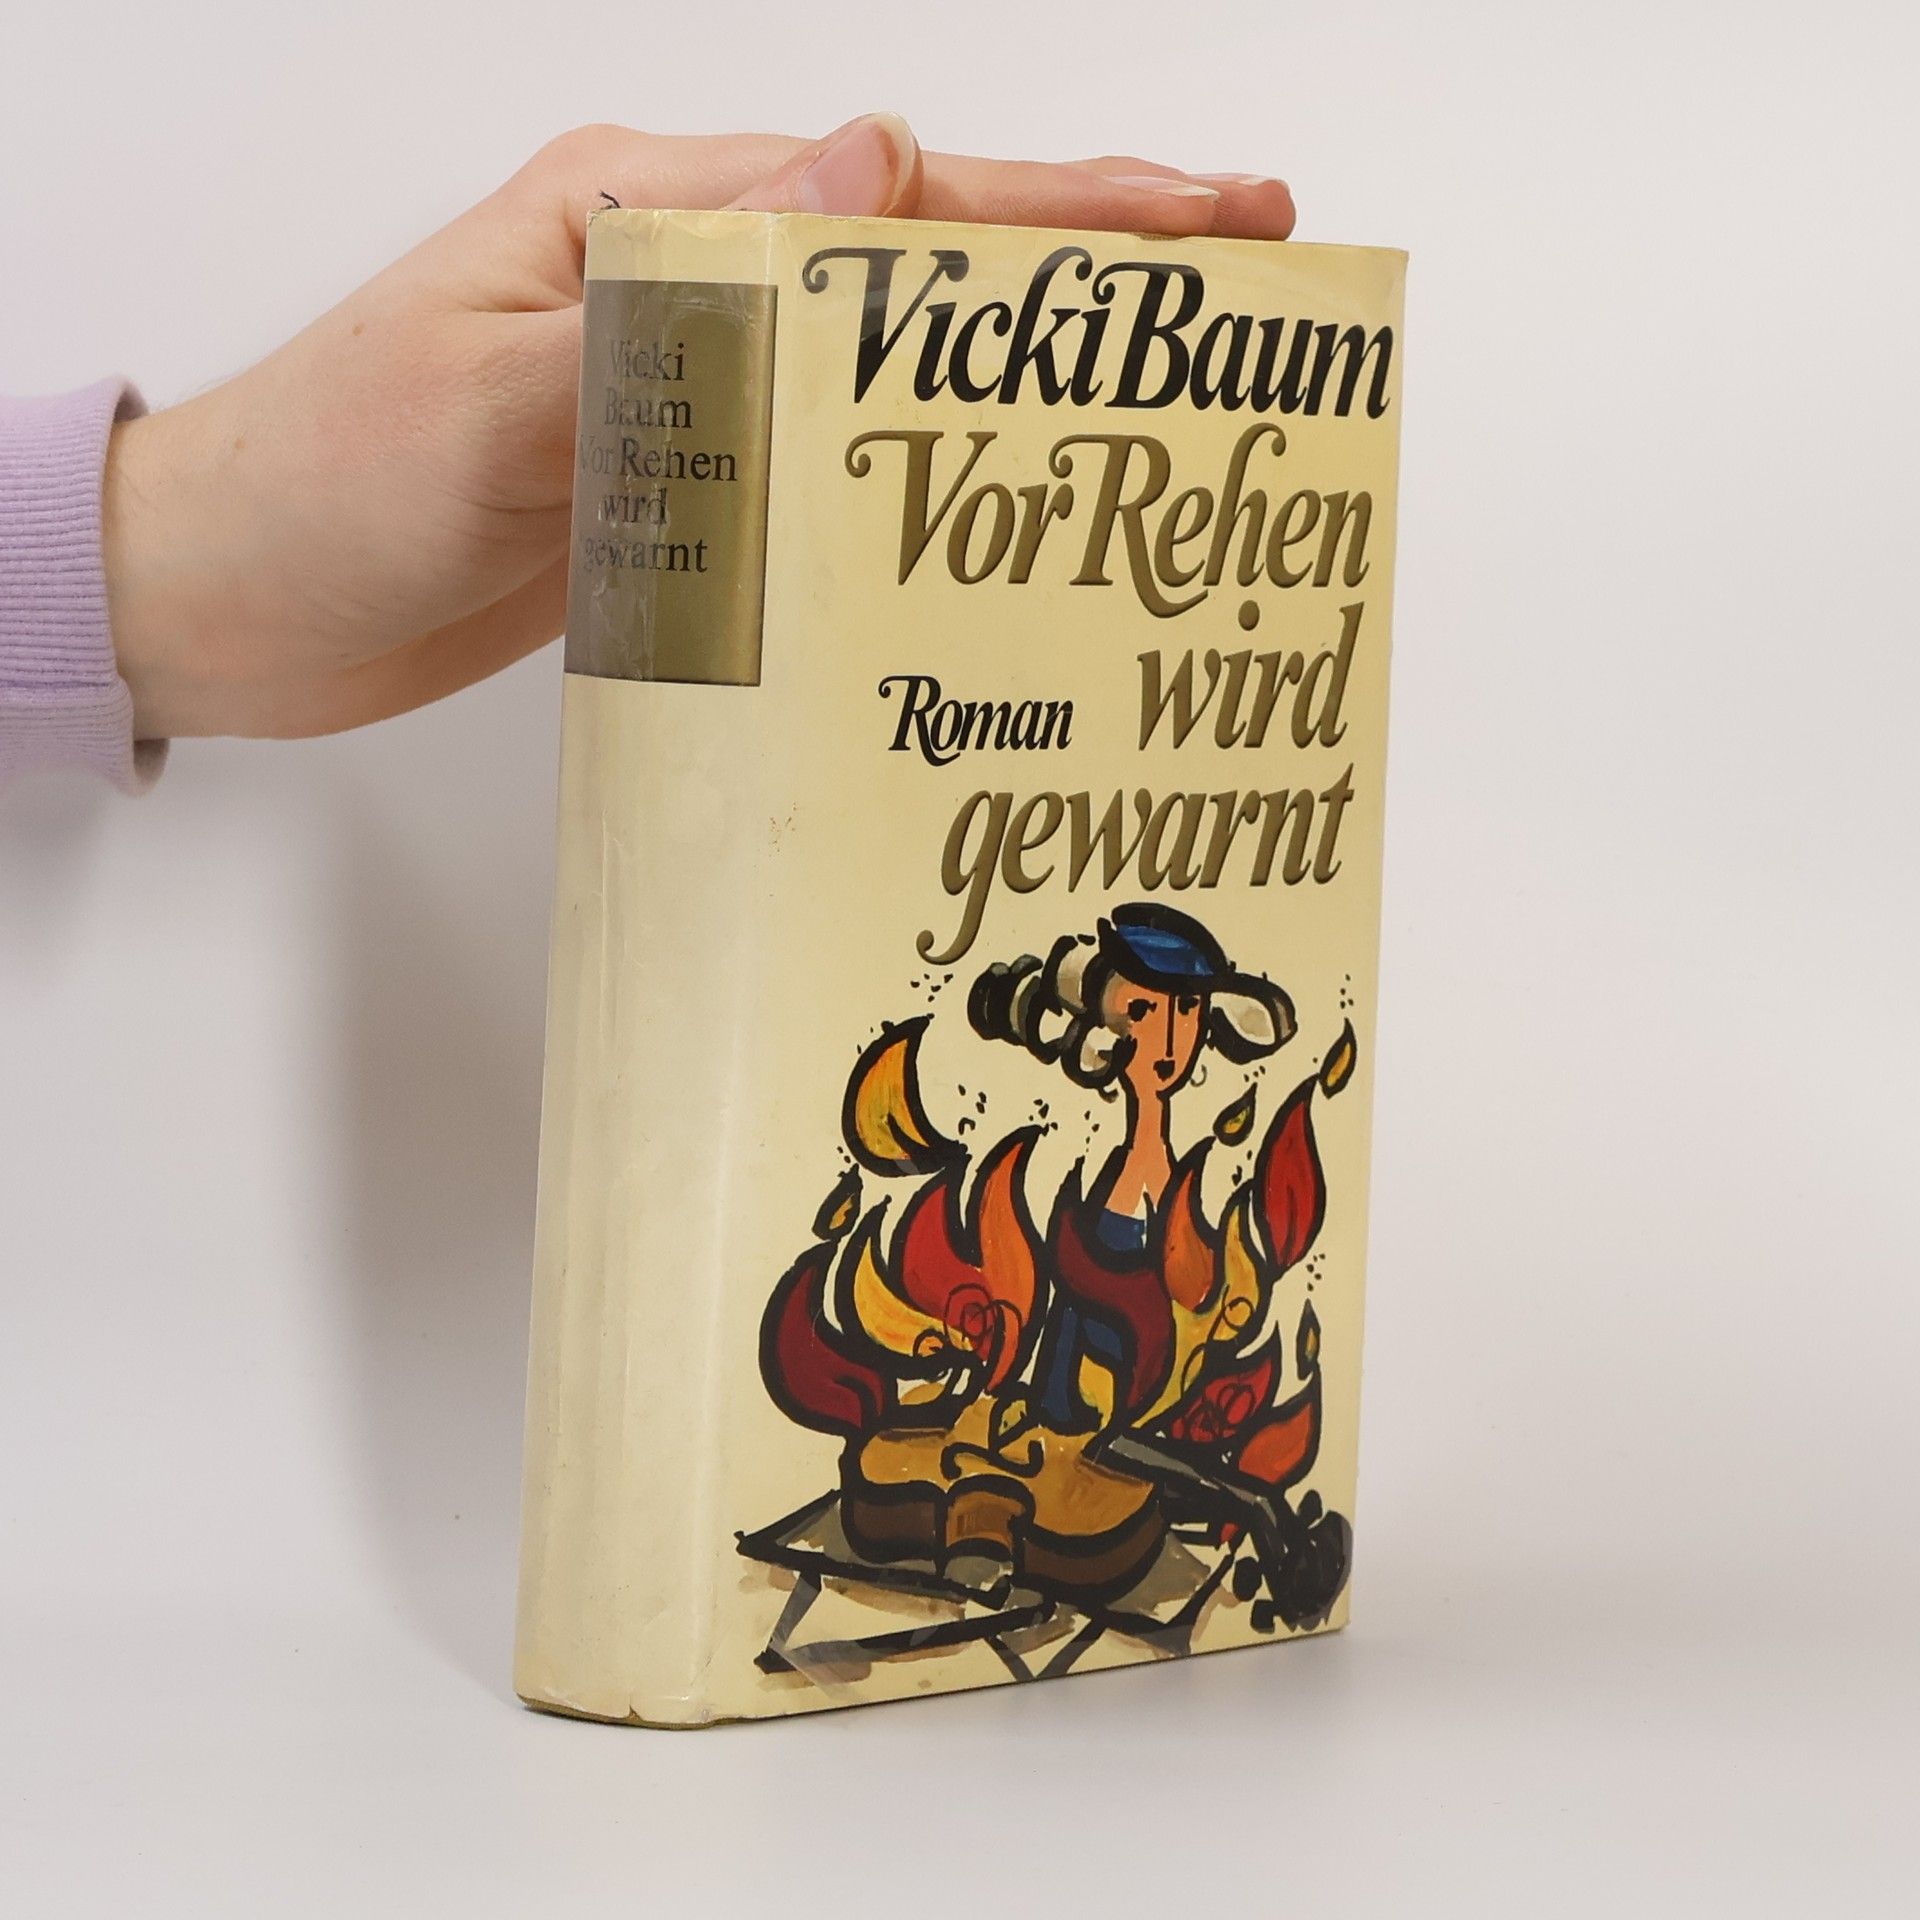 Vicki
Baum
Vor Rehen
wird
gewarnt
Vicki Baum
Vor Rehen
wird
Roman
gewarnt